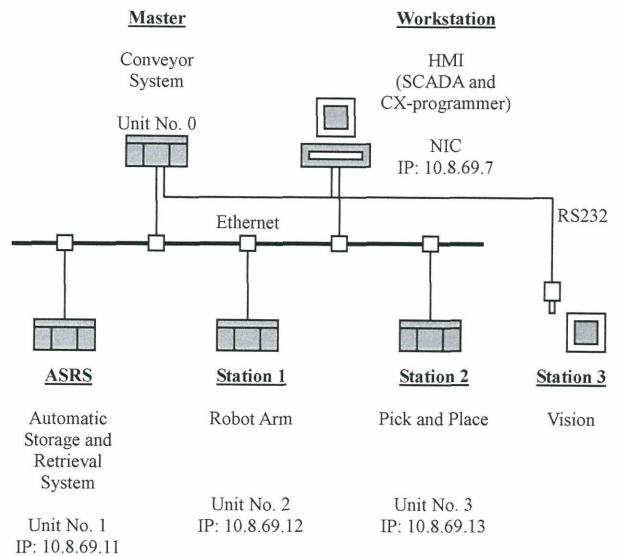 Master
Conveyor
System
Unit No. 0
Workstation
HMI
(SCADA and
CX-programmer)
NIC
IP: 10.8.69.7
Ethernet
RS232
ASRS
Automatic
Storage and
Retrieval
System
Unit No. 1
IP: 10.8.69.11
Station 1
Robot Arm
Unit No. 2
IP: 10.8.69.12
Station 2
Pick and Place
Unit No. 3
IP: 10.8.69.13
Station 3
Vision